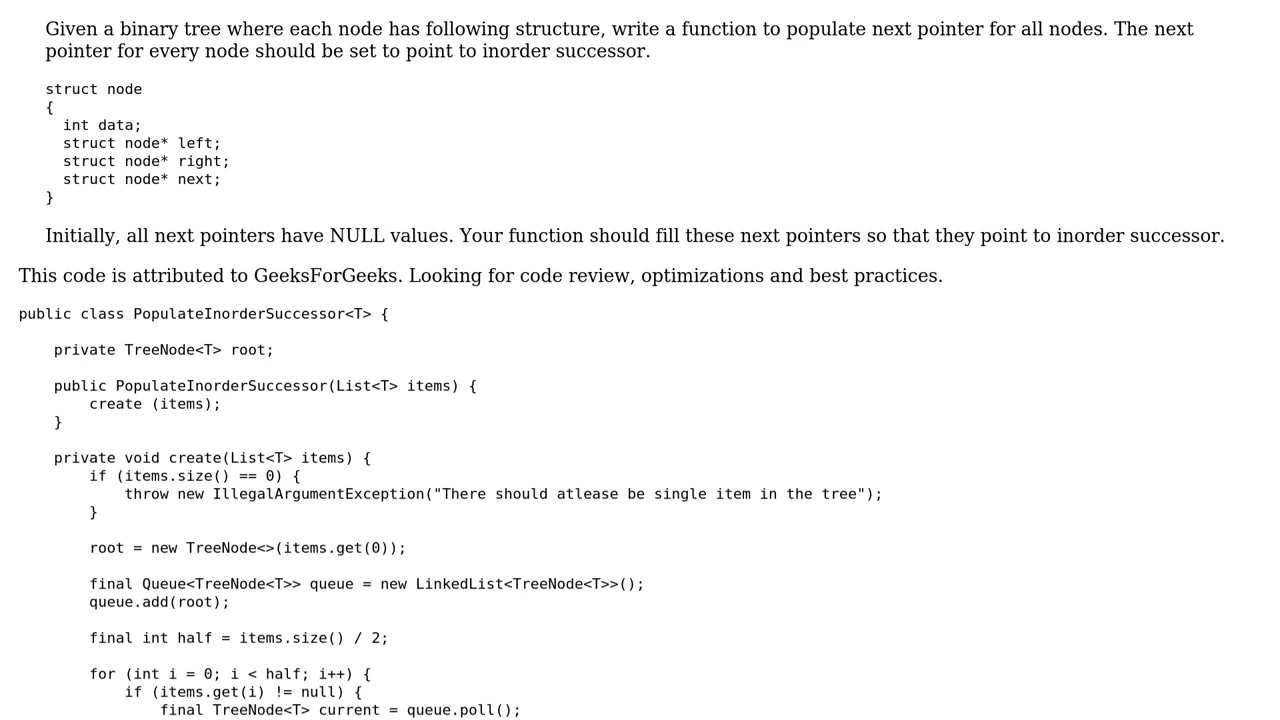 Given a binary tree where each node has following structure, write a function to populate next pointer for all nodes. The next
pointer for every node should be set to point to inorder successor.
struct node
{
  int data;
  struct node* left;
  struct node* right;
  struct node* next;
}
Initially, all next pointers have NULL values. Your function should fill these next pointers so that they point to inorder successor.
This code is attributed to GeeksForGeeks. Looking for code review, optimizations and best practices.
public class PopulateInorderSuccessor<T> {
    private TreeNode<T> root;
    public PopulateInorderSuccessor(List<T> items) {
        create (items);
    }
    private void create(List<T> items) {
        if (items.size() == 0) {
            throw new IllegalArgumentException("There should atlease be single item in the tree");
        }
        root = new TreeNode<>(items.get(0));
        final Queue<TreeNode<T>> queue = new LinkedList<TreeNode<T>>();
        queue.add(root);
        final int half = items.size() / 2;
        for (int i = 0; i < half; i++) {
            if (items.get(i) != null) {
                final TreeNode<T> current = queue.poll();